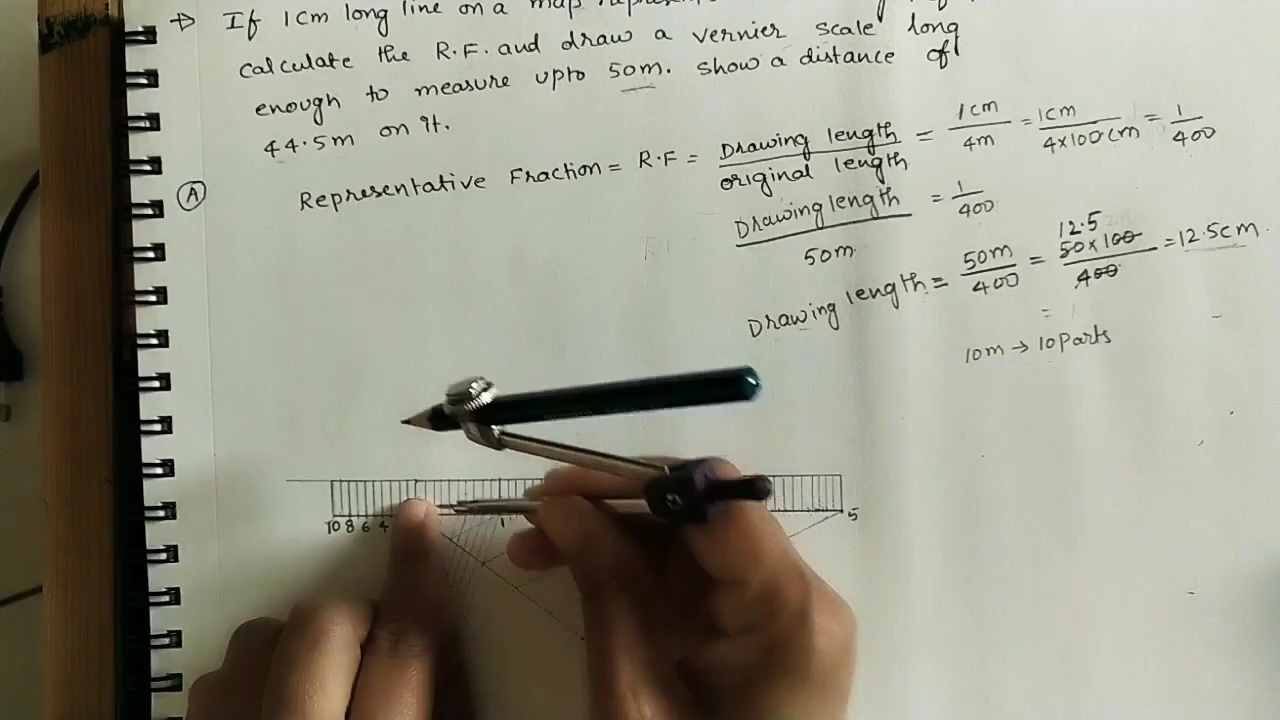 → If 1cm long line on a map
calculate the R.F. and draw a vernier scale long
enough to measure upto 50m. show a distance of
44.5m on it.
A
Representative Fraction = R.F = Drawing length / original length = 1cm / 4m = 1cm / 4x100cm = 1 / 400
Drawing length / 50m = 1 / 400
Drawing length = 50m / 400 = 12.5 50x100 / 400 = 12.5cm.
=
10m → 10Parts
10 8 6 4 1 5